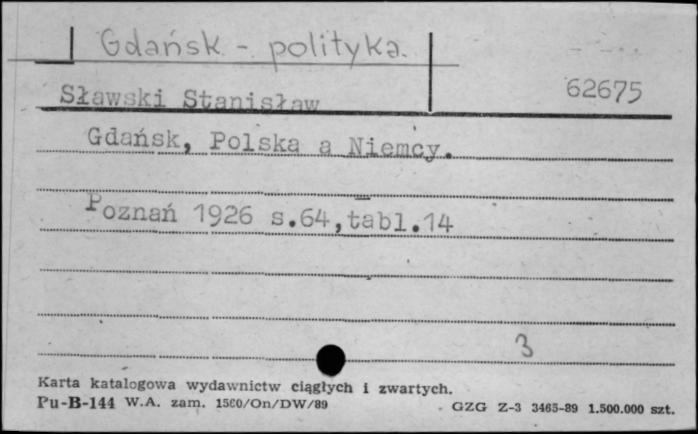 Gdańsk - polityka.
62675
Sławski Stanisław
Gdańsk, Polska a Niemcy.
Poznań 1926 s.64,tabl.14
3
Karta katalogowa wydawnictw ciągłych i zwartych.
Pu-B-144 W.A. zam. 1560/On/DW/89 GZG Z-3 3465-89 1.500.000 szt.